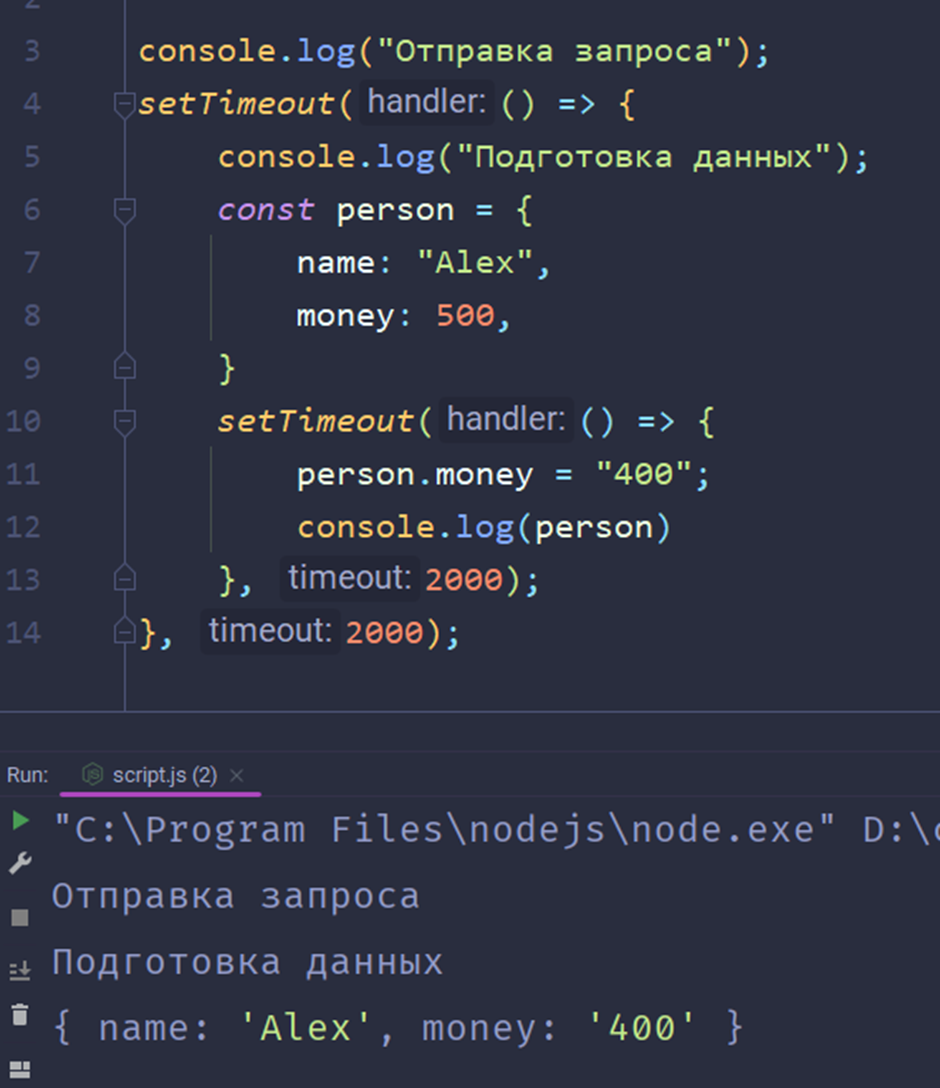 2
3 console.log("Отправка запроса");
4 setTimeout( handler: () => {
5 console.log("Подготовка данных");
6 const person = {
7 name: "Alex",
8 money: 500,
9 }
10 setTimeout( handler: () => {
11 person.money = "400";
12 console.log(person)
13 }, timeout: 2000);
14 }, timeout: 2000);
Run: script.js (2)
"C:\Program Files\nodejs\node.exe" D:\
Отправка запроса
Подготовка данных
{ name: 'Alex', money: '400' }